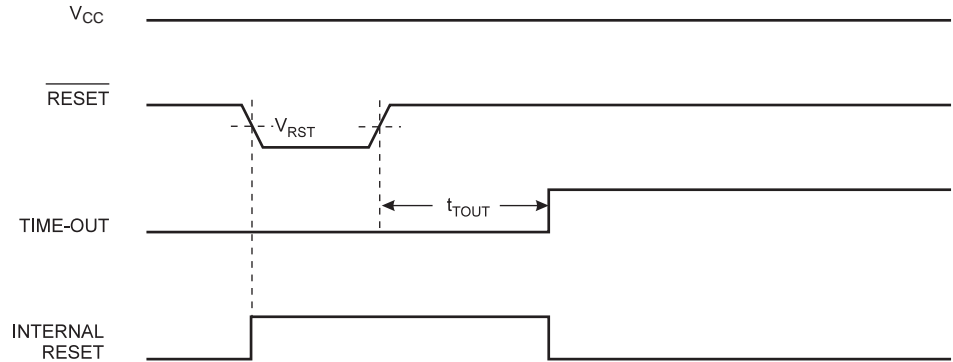 VCC
RESET
VRST
tTOUT
TIME-OUT
INTERNAL
RESET